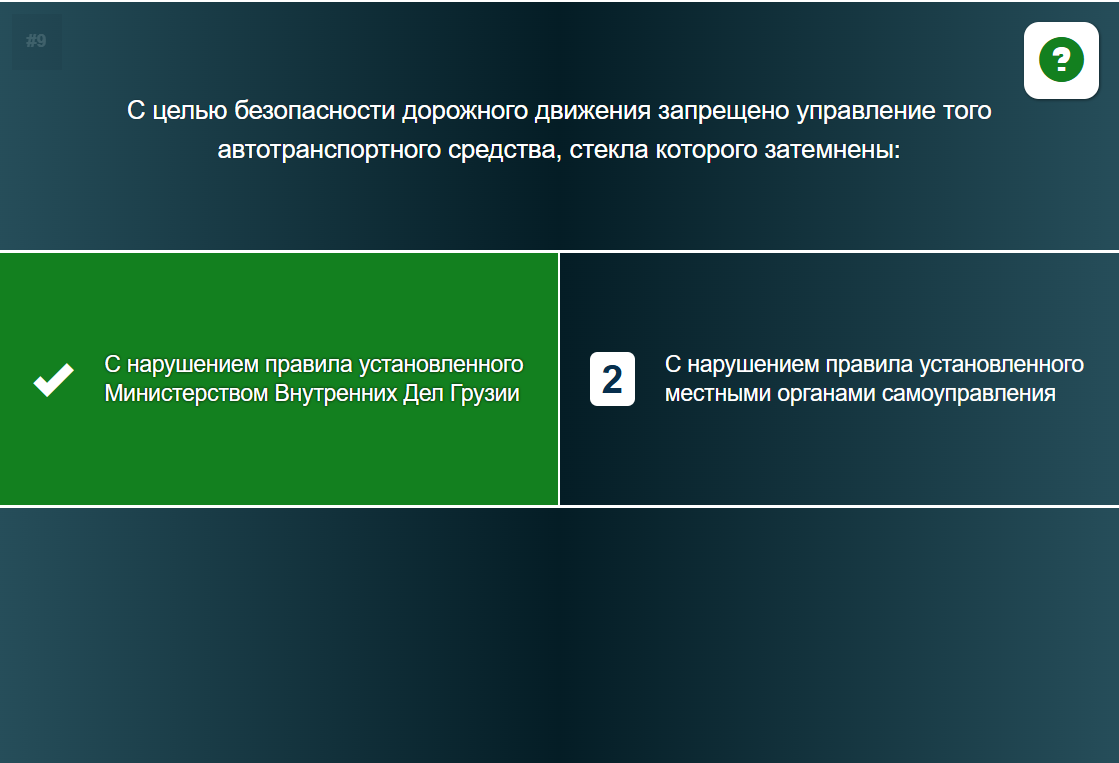 #9
?
С целью безопасности дорожного движения запрещено управление того
автотранспортного средства, стекла которого затемнены:
С нарушением правила установленного
Министерством Внутренних Дел Грузии
2
С нарушением правила установленного
местными органами самоуправления